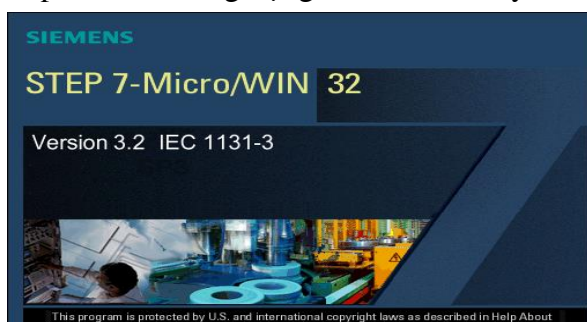 SIEMENS
STEP 7-Micro/WIN 32
Version 3.2 IEC 1131-3
This program is protected by U.S. and international copyright laws as described in Help About